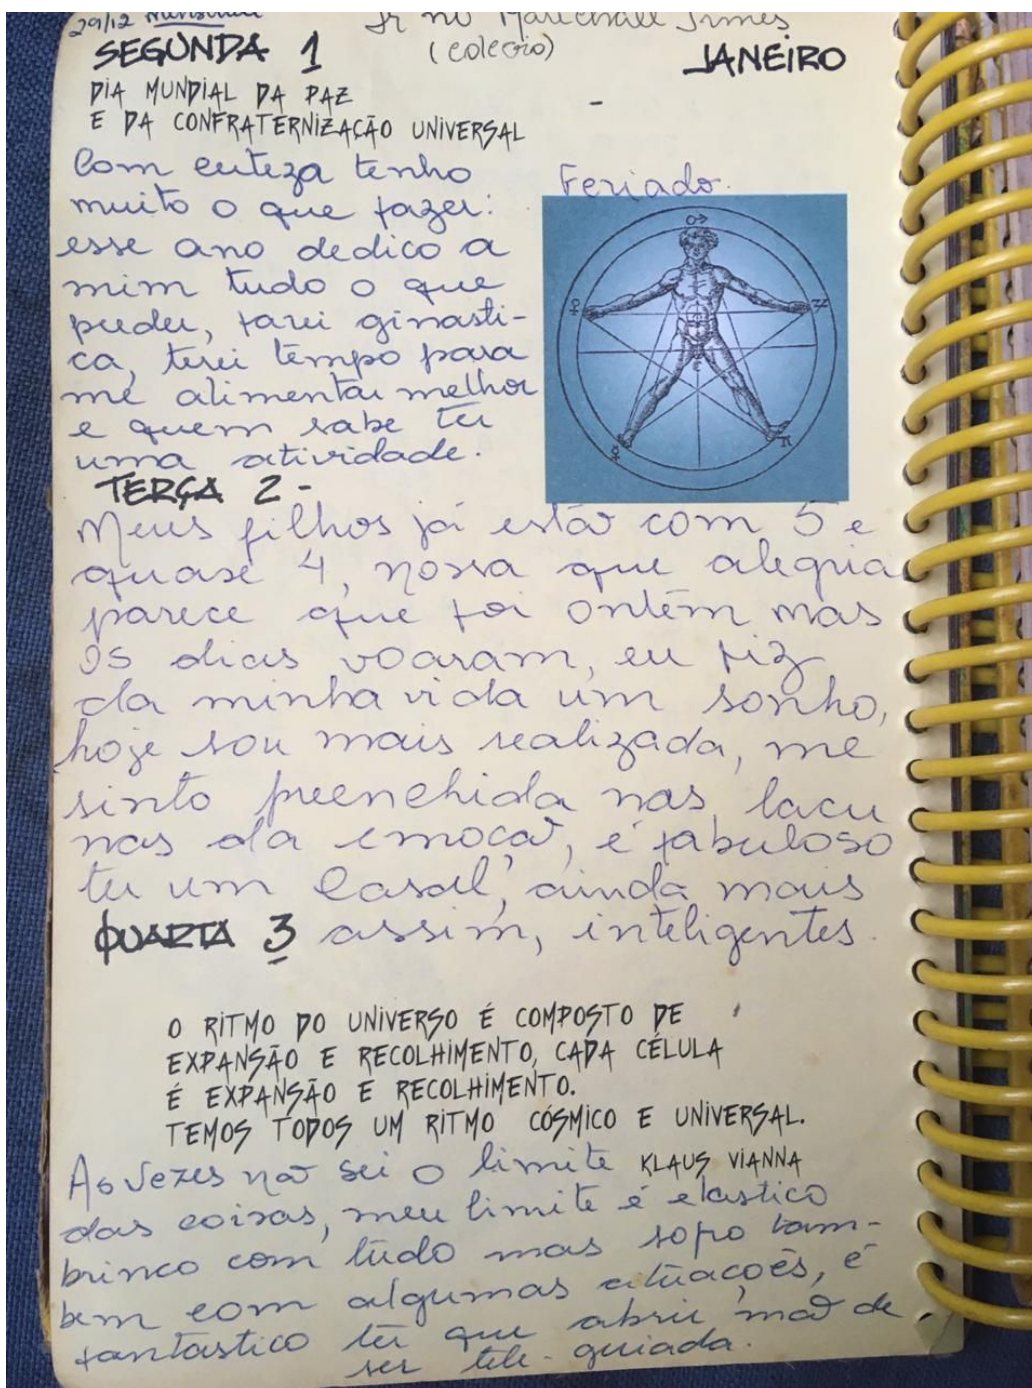 29/12
Ir no Marechall Irmes
SEGUNDA 1
(colegio)
JANEIRO
DIA MUNDIAL DA PAZ
E DA CONFRATERNIZAÇÃO UNIVERSAL
Com certeza tenho
muito o que fazer:
esse ano dedico a
mim tudo o que
puder, farei ginasti-
ca, terei tempo para
me alimentar melhor
e quem sabe ter
uma atividade.
Feriado.
TERÇA 2 -
Meus filhos já estão com 5 e
quase 4, nossa que alegria
parece que foi ontem mas
os dias voaram, eu fiz
da minha vida um sonho,
hoje sou mais realizada, me
sinto preenchida nas lacu
nas da emoção, é fabuloso
ter um casal, ainda mais
QUARTA 3 assim, inteligentes.
O RITMO DO UNIVERSO É COMPOSTO DE
EXPANSÃO E RECOLHIMENTO, CADA CÉLULA
É EXPANSÃO E RECOLHIMENTO.
TEMOS TODOS UM RITMO CÓSMICO E UNIVERSAL.
KLAUS VIANNA
As vezes não sei o limite
das coisas, meu limite é elastico
brinco com tudo mas sofro tam-
bem com algumas situações, é
fantastico ter que abrir mão de
ser tele-guiada.